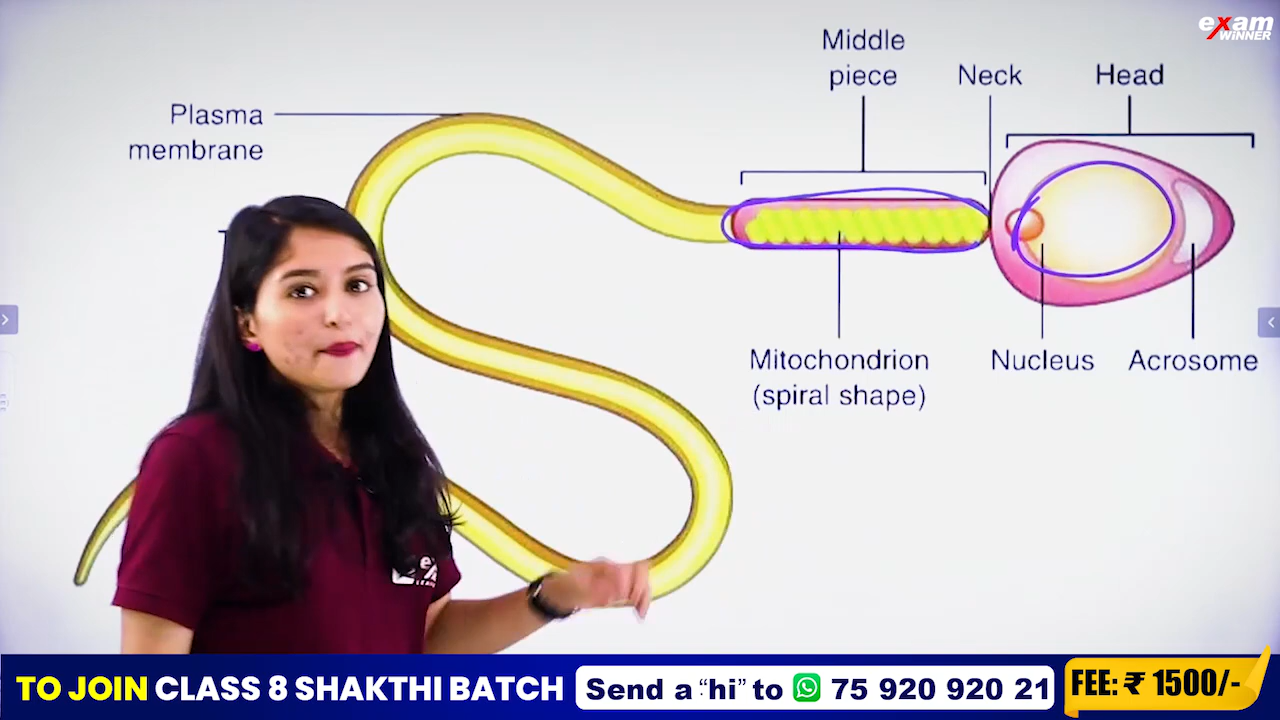 exam
WINNER
Middle
piece
Neck
Head
Plasma
membrane
Mitochondrion
(spiral shape)
Nucleus
Acrosome
TO JOIN CLASS 8 SHAKTHI BATCH
Send a “hi” to 75 920 920 21
FEE: ₹ 1500/-